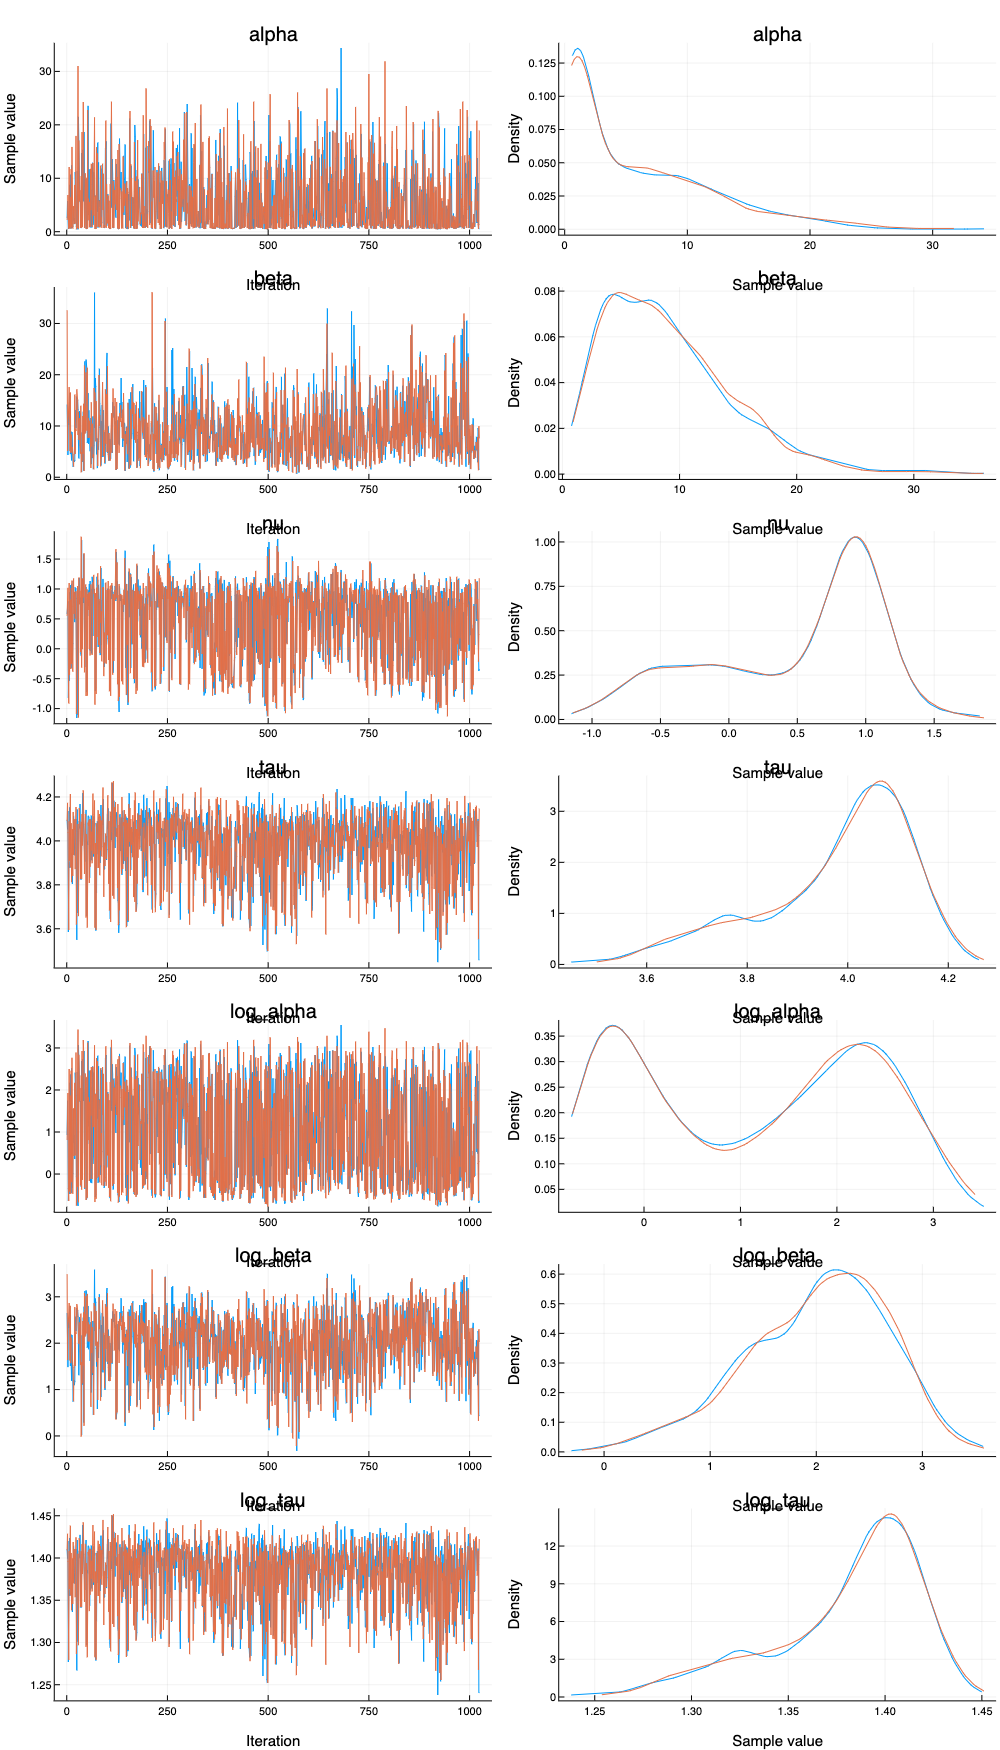 alpha
Sample value
30
20
10
0
0 250 500 750 1000
Iteration
alpha
Density
0.125
0.100
0.075
0.050
0.025
0.000
0 10 20 30
Sample value
beta
Sample value
30
20
10
0
0 250 500 750 1000
Iteration
beta
Density
0.08
0.06
0.04
0.02
0.00
0 10 20 30
Sample value
nu
Sample value
1.5
1.0
0.5
0.0
-0.5
-1.0
0 250 500 750 1000
Iteration
nu
Density
1.00
0.75
0.50
0.25
0.00
-1.0 -0.5 0.0 0.5 1.0 1.5
Sample value
tau
Sample value
4.2
4.0
3.8
3.6
0 250 500 750 1000
Iteration
tau
Density
3
2
1
0
3.6 3.8 4.0 4.2
Sample value
log_alpha
Sample value
3
2
1
0
0 250 500 750 1000
Iteration
log_alpha
Density
0.35
0.30
0.25
0.20
0.15
0.10
0.05
0 1 2 3
Sample value
log_beta
Sample value
3
2
1
0
0 250 500 750 1000
Iteration
log_beta
Density
0.6
0.5
0.4
0.3
0.2
0.1
0.0
0 1 2 3
Sample value
log_tau
Sample value
1.45
1.40
1.35
1.30
1.25
0 250 500 750 1000
Iteration
log_tau
Density
12
9
6
3
0
1.25 1.30 1.35 1.40 1.45
Sample value